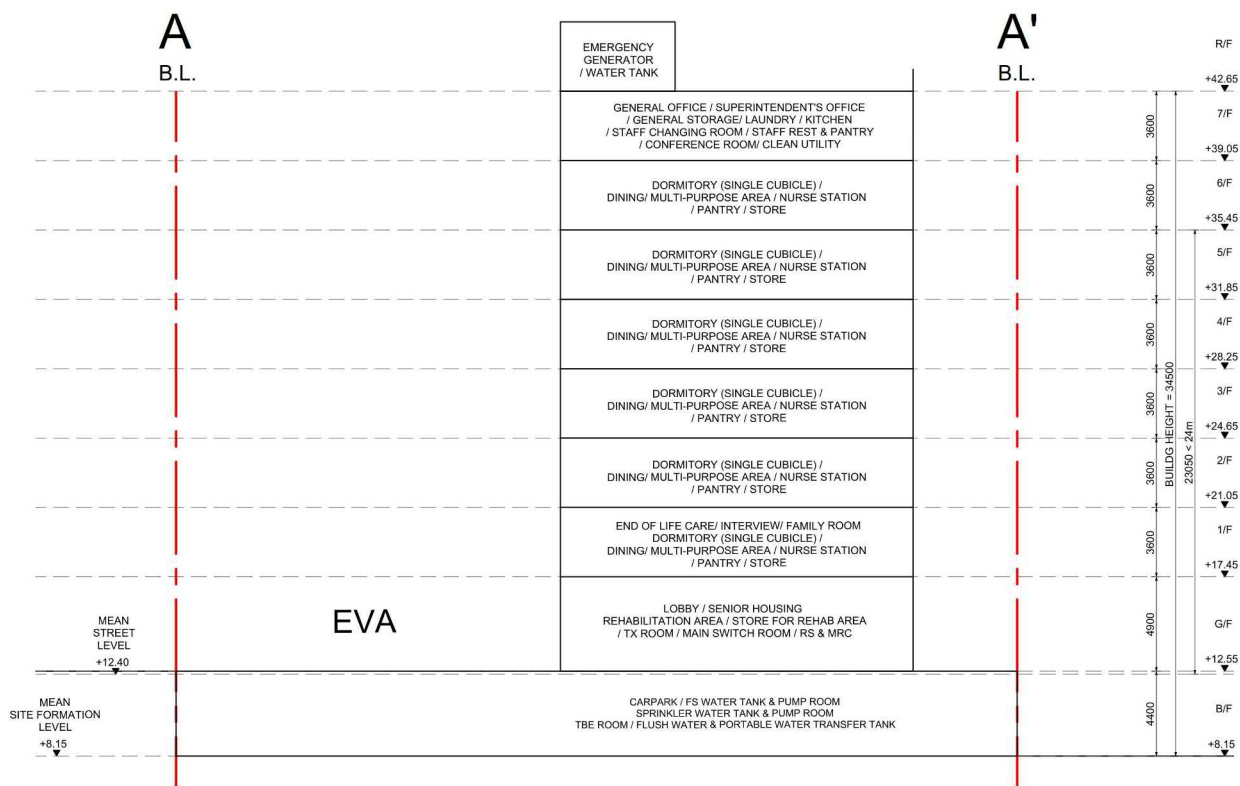 A
B.L.
A'
B.L.
EMERGENCY
GENERATOR
/ WATER TANK
R/F
+42.65
GENERAL OFFICE / SUPERINTENDENT'S OFFICE
/ GENERAL STORAGE/ LAUNDRY / KITCHEN
/ STAFF CHANGING ROOM / STAFF REST & PANTRY
/ CONFERENCE ROOM/ CLEAN UTILITY
3600
7/F
+39.05
DORMITORY (SINGLE CUBICLE) /
DINING/ MULTI-PURPOSE AREA / NURSE STATION
/ PANTRY / STORE
3600
6/F
+35.45
DORMITORY (SINGLE CUBICLE) /
DINING/ MULTI-PURPOSE AREA / NURSE STATION
/ PANTRY / STORE
3600
5/F
+31.85
DORMITORY (SINGLE CUBICLE) /
DINING/ MULTI-PURPOSE AREA / NURSE STATION
/ PANTRY / STORE
3600
4/F
+28.25
DORMITORY (SINGLE CUBICLE) /
DINING/ MULTI-PURPOSE AREA / NURSE STATION
/ PANTRY / STORE
3600
3/F
+24.65
BUILDG HEIGHT = 34500
23050 < 24m
DORMITORY (SINGLE CUBICLE) /
DINING/ MULTI-PURPOSE AREA / NURSE STATION
/ PANTRY / STORE
3600
2/F
+21.05
END OF LIFE CARE/ INTERVIEW/ FAMILY ROOM
DORMITORY (SINGLE CUBICLE) /
DINING/ MULTI-PURPOSE AREA / NURSE STATION
/ PANTRY / STORE
3600
1/F
+17.45
MEAN
STREET
LEVEL
+12.40
EVA
LOBBY / SENIOR HOUSING
REHABILITATION AREA / STORE FOR REHAB AREA
/ TX ROOM / MAIN SWITCH ROOM / RS & MRC
4900
G/F
+12.55
MEAN
SITE FORMATION
LEVEL
+8.15
CARPARK / FS WATER TANK & PUMP ROOM
SPRINKLER WATER TANK & PUMP ROOM
TBE ROOM / FLUSH WATER & PORTABLE WATER TRANSFER TANK
4400
B/F
+8.15